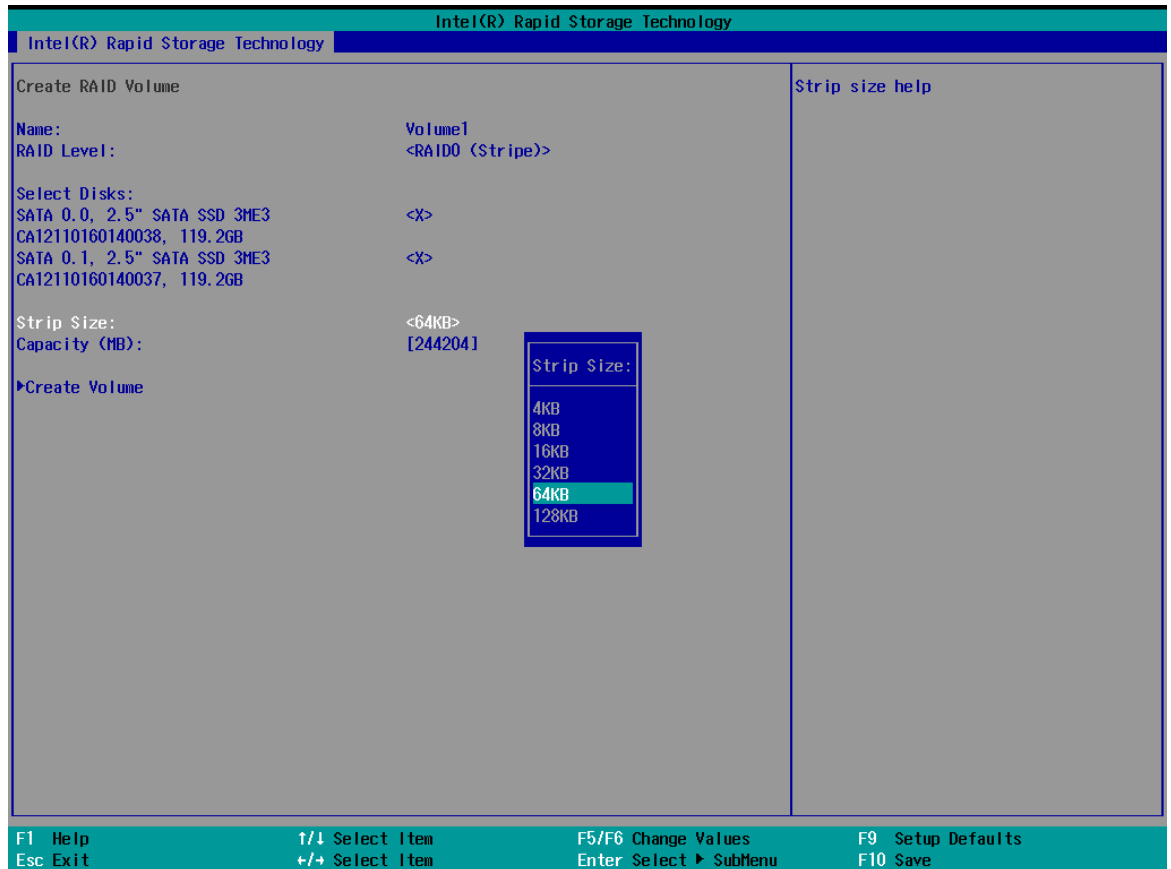 Intel(R) Rapid Storage Technology
Intel(R) Rapid Storage Technology
Create RAID Volume
Strip size help
Name: Volume1
RAID Level: <RAID0 (Stripe)>
Select Disks:
SATA 0.0, 2.5" SATA SSD 3ME3 <X>
CA12110160140038, 119.2GB
SATA 0.1, 2.5" SATA SSD 3ME3 <X>
CA12110160140037, 119.2GB
Strip Size: <64KB>
Capacity (MB): [244204]
▶Create Volume
Strip Size:
4KB
8KB
16KB
32KB
64KB
128KB
F1 Help ↑/↓ Select Item F5/F6 Change Values F9 Setup Defaults
Esc Exit ←/→ Select Item Enter Select ▶ SubMenu F10 Save